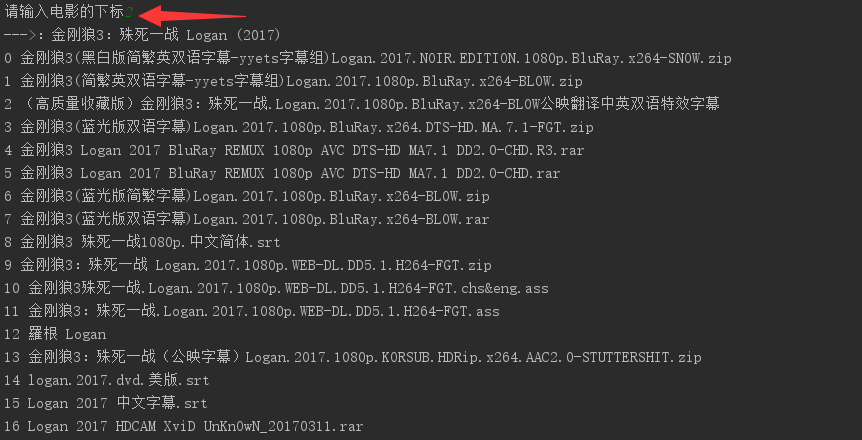 请输入电影的下标2
--->: 金刚狼3：殊死一战 Logan (2017)
0 金刚狼3(黑白版简繁英双语字幕-yyets字幕组)Logan.2017.NOIR.EDITION.1080p.BluRay.x264-SNOW.zip
1 金刚狼3(简繁英双语字幕-yyets字幕组)Logan.2017.1080p.BluRay.x264-BLOW.zip
2 （高质量收藏版）金刚狼3：殊死一战.Logan.2017.1080p.BluRay.x264-BLOW公映翻译中英双语特效字幕
3 金刚狼3(蓝光版双语字幕)Logan.2017.1080p.BluRay.x264.DTS-HD.MA.7.1-FGT.zip
4 金刚狼3 Logan 2017 BluRay REMUX 1080p AVC DTS-HD MA7.1 DD2.0-CHD.R3.rar
5 金刚狼3 Logan 2017 BluRay REMUX 1080p AVC DTS-HD MA7.1 DD2.0-CHD.rar
6 金刚狼3(蓝光版简繁字幕)Logan.2017.1080p.BluRay.x264-BLOW.zip
7 金刚狼3(蓝光版双语字幕)Logan.2017.1080p.BluRay.x264-BLOW.rar
8 金刚狼3 殊死一战1080p.中文简体.srt
9 金刚狼3：殊死一战 Logan.2017.1080p.WEB-DL.DD5.1.H264-FGT.zip
10 金刚狼3殊死一战.Logan.2017.1080p.WEB-DL.DD5.1.H264-FGT.chs&eng.ass
11 金刚狼3：殊死一战.Logan.2017.1080p.WEB-DL.DD5.1.H264-FGT.ass
12 羅根 Logan
13 金刚狼3：殊死一战（公映字幕）Logan.2017.1080p.KORSUB.HDRip.x264.AAC2.0-STUTTERSHIT.zip
14 logan.2017.dvd.美版.srt
15 Logan 2017 中文字幕.srt
16 Logan 2017 HDCAM XviD UnKn0wN_20170311.rar